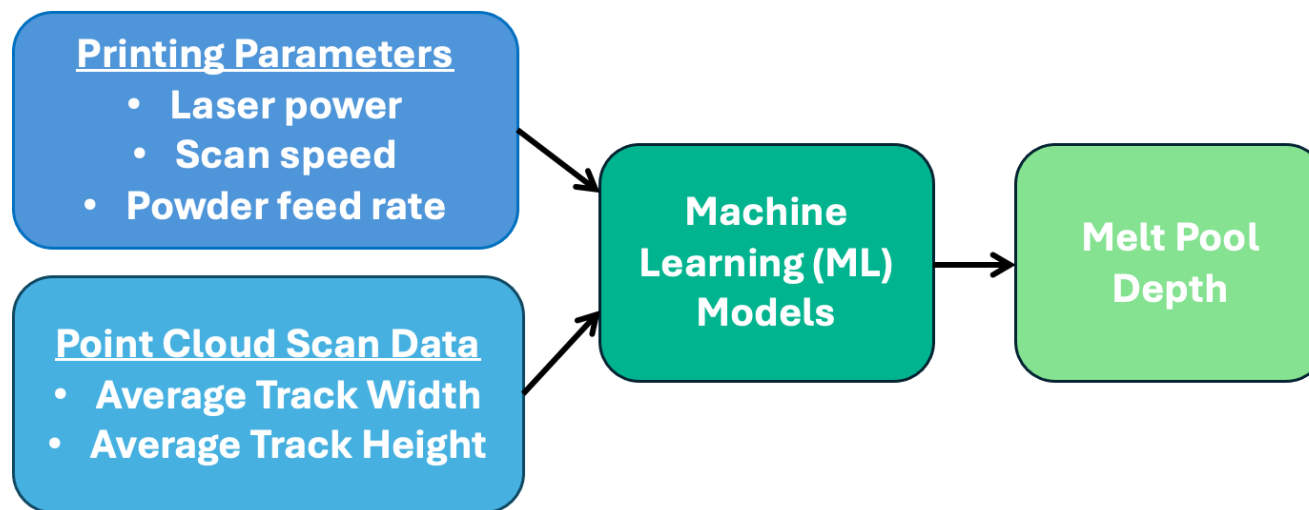 Printing Parameters
• Laser power
• Scan speed
• Powder feed rate
Point Cloud Scan Data
• Average Track Width
• Average Track Height
Machine
Learning (ML)
Models
Melt Pool
Depth